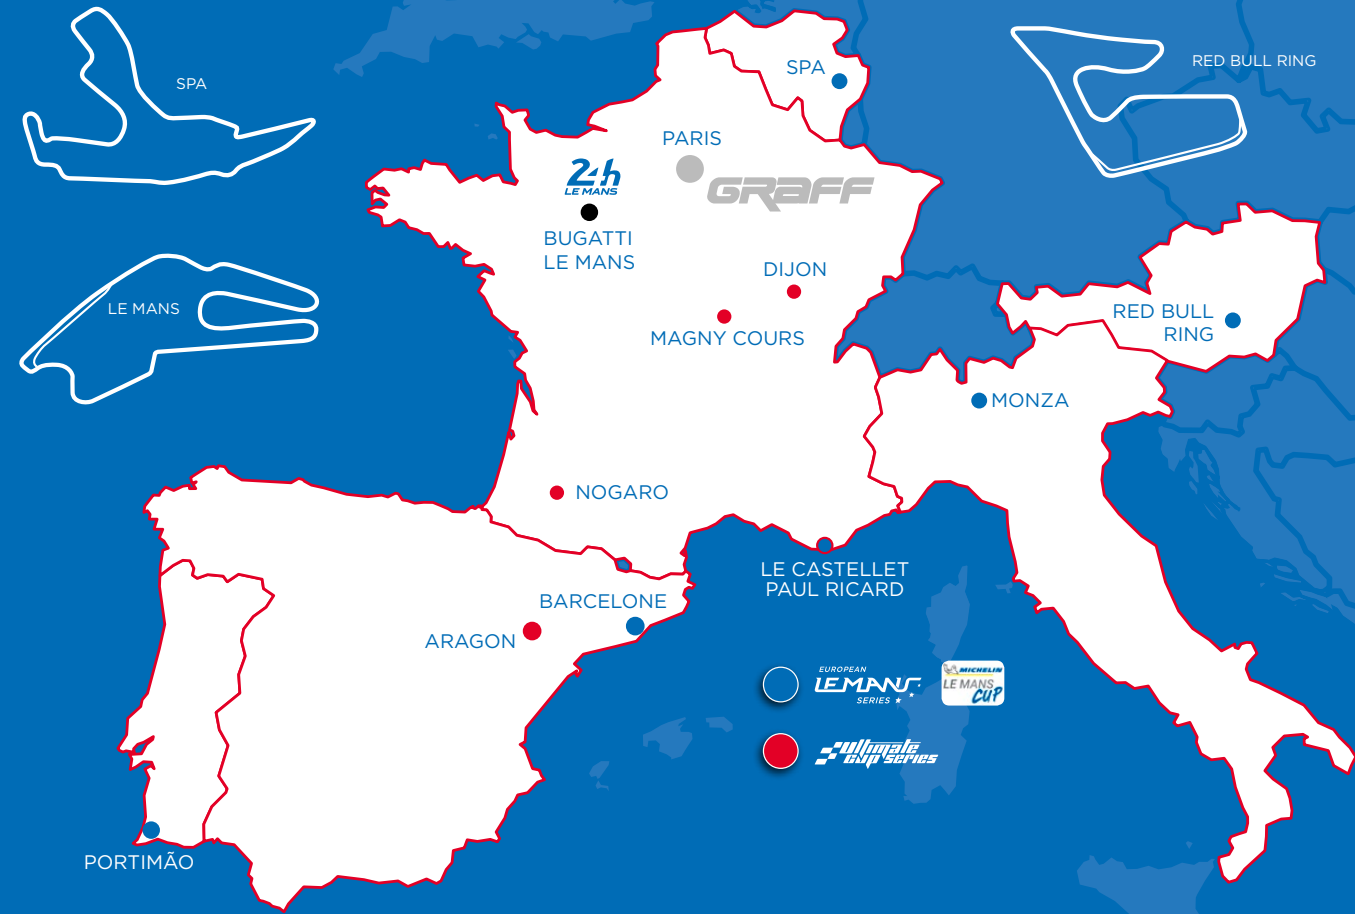 SPA
RED BULL RING
SPA
PARIS
24h
LE MANS
GRAFF
BUGATTI
LE MANS
DIJON
LE MANS
MAGNY COURS
RED BULL
RING
MONZA
NOGARO
LE CASTELLET
PAUL RICARD
BARCELONE
ARAGON
EUROPEAN
LE MANS
SERIES
MICHELIN
LE MANS
CUP
ultimate
cup series
PORTIMÃO